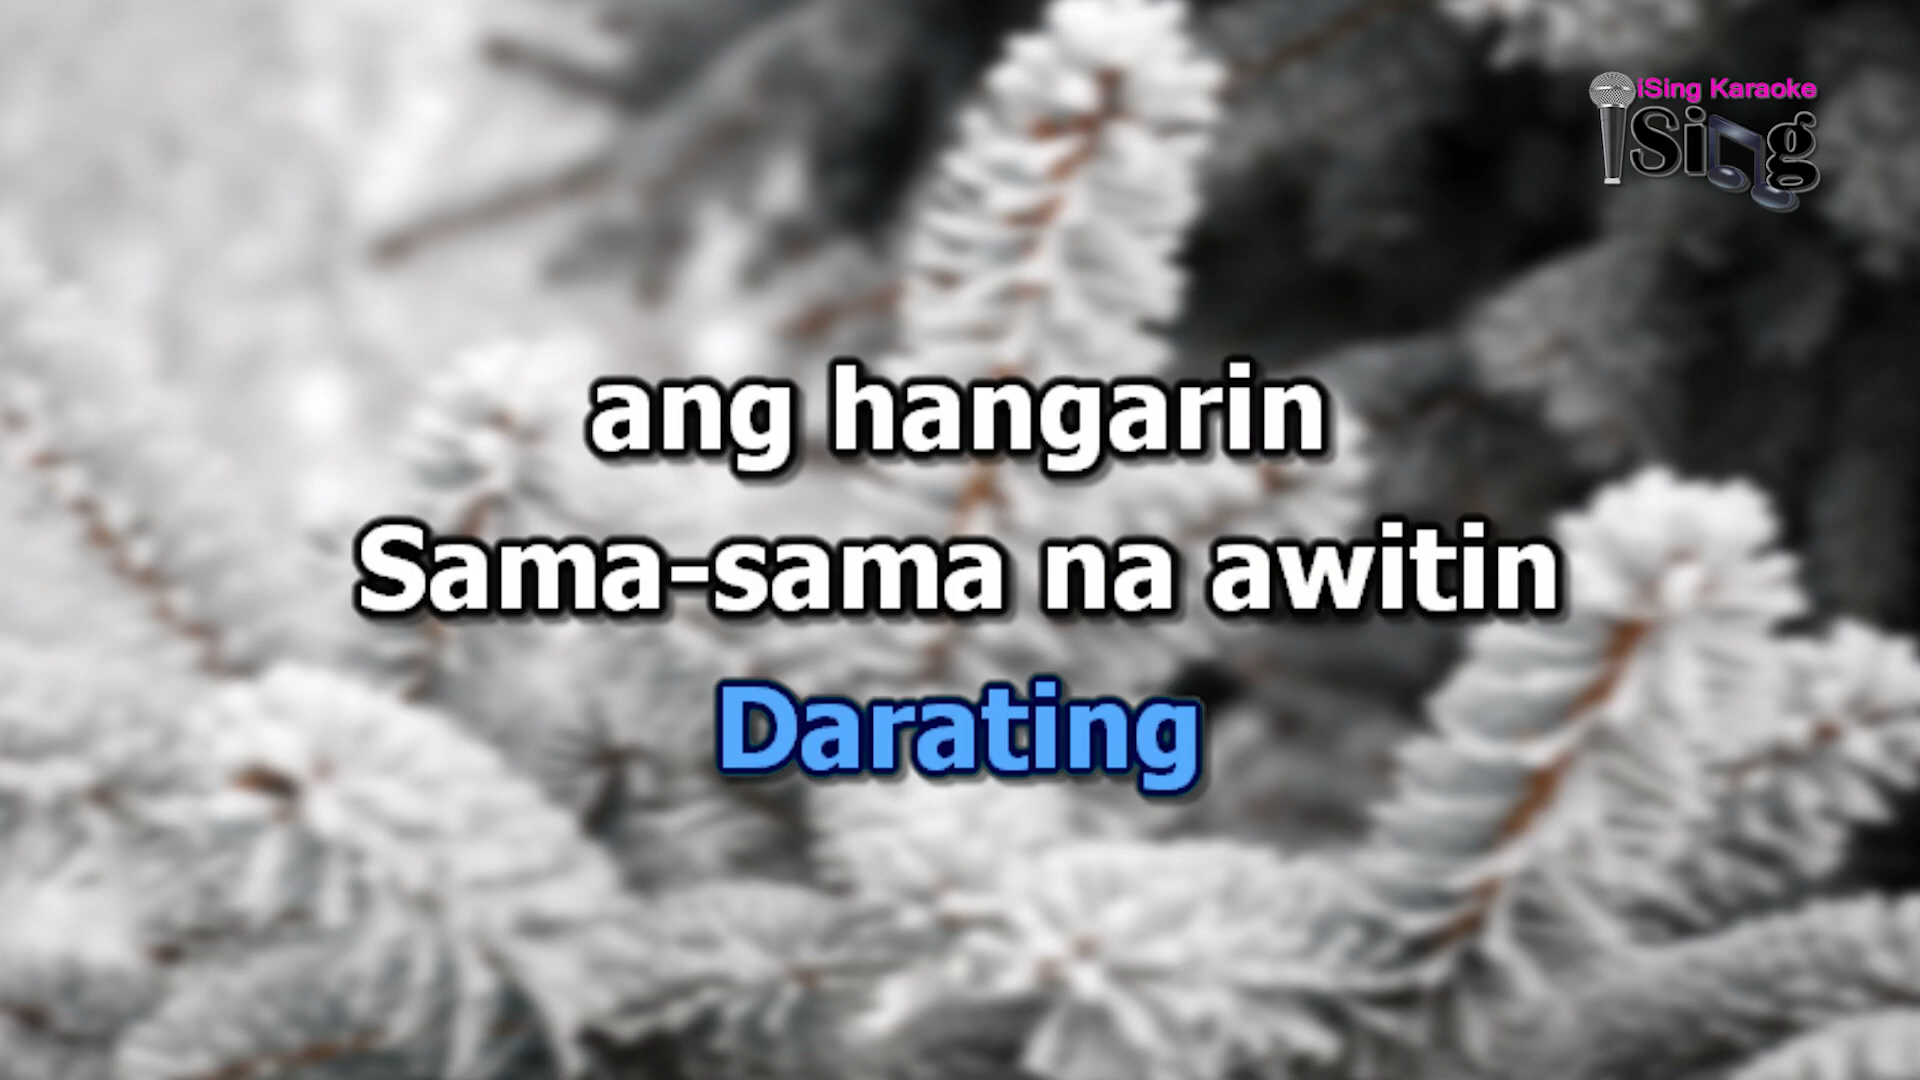 iSing Karaoke
iSing
ang hangarin
Sama-sama na awitin
Darating